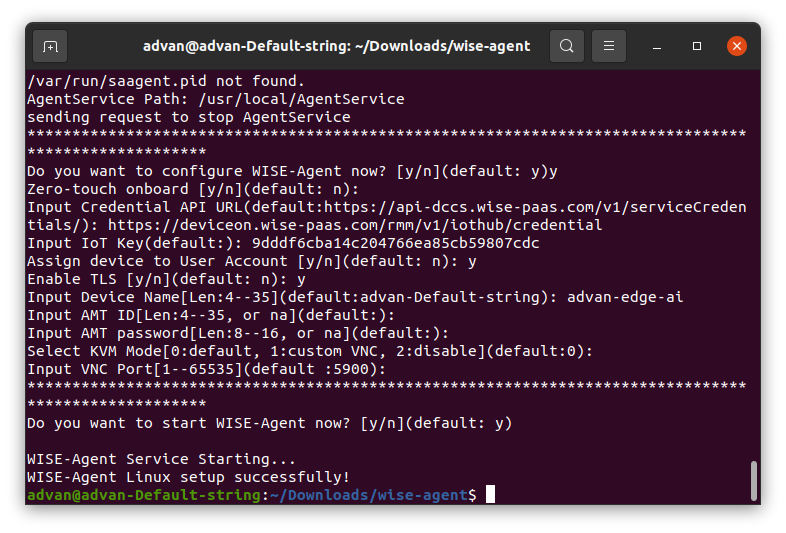 advan@advan-Default-string: ~/Downloads/wise-agent
/var/run/saagent.pid not found.
AgentService Path: /usr/local/AgentService
sending request to stop AgentService
********************************************************************************
********************
Do you want to configure WISE-Agent now? [y/n](default: y)y
Zero-touch onboard [y/n](default: n):
Input Credential API URL(default:https://api-dccs.wise-paas.com/v1/serviceCreden
tials/): https://deviceon.wise-paas.com/rmm/v1/iothub/credential
Input IoT Key(default:): 9dddf6cba14c204766ea85cb59807cdc
Assign device to User Account [y/n](default: n): y
Enable TLS [y/n](default: n): y
Input Device Name[Len:4--35](default:advan-Default-string): advan-edge-ai
Input AMT ID[Len:4--35, or na](default:):
Input AMT password[Len:8--16, or na](default:):
Select KVM Mode[0:default, 1:custom VNC, 2:disable](default:0):
Input VNC Port[1--65535](default :5900):
********************************************************************************
********************
Do you want to start WISE-Agent now? [y/n](default: y)
WISE-Agent Service Starting...
WISE-Agent Linux setup successfully!
advan@advan-Default-string:~/Downloads/wise-agent$